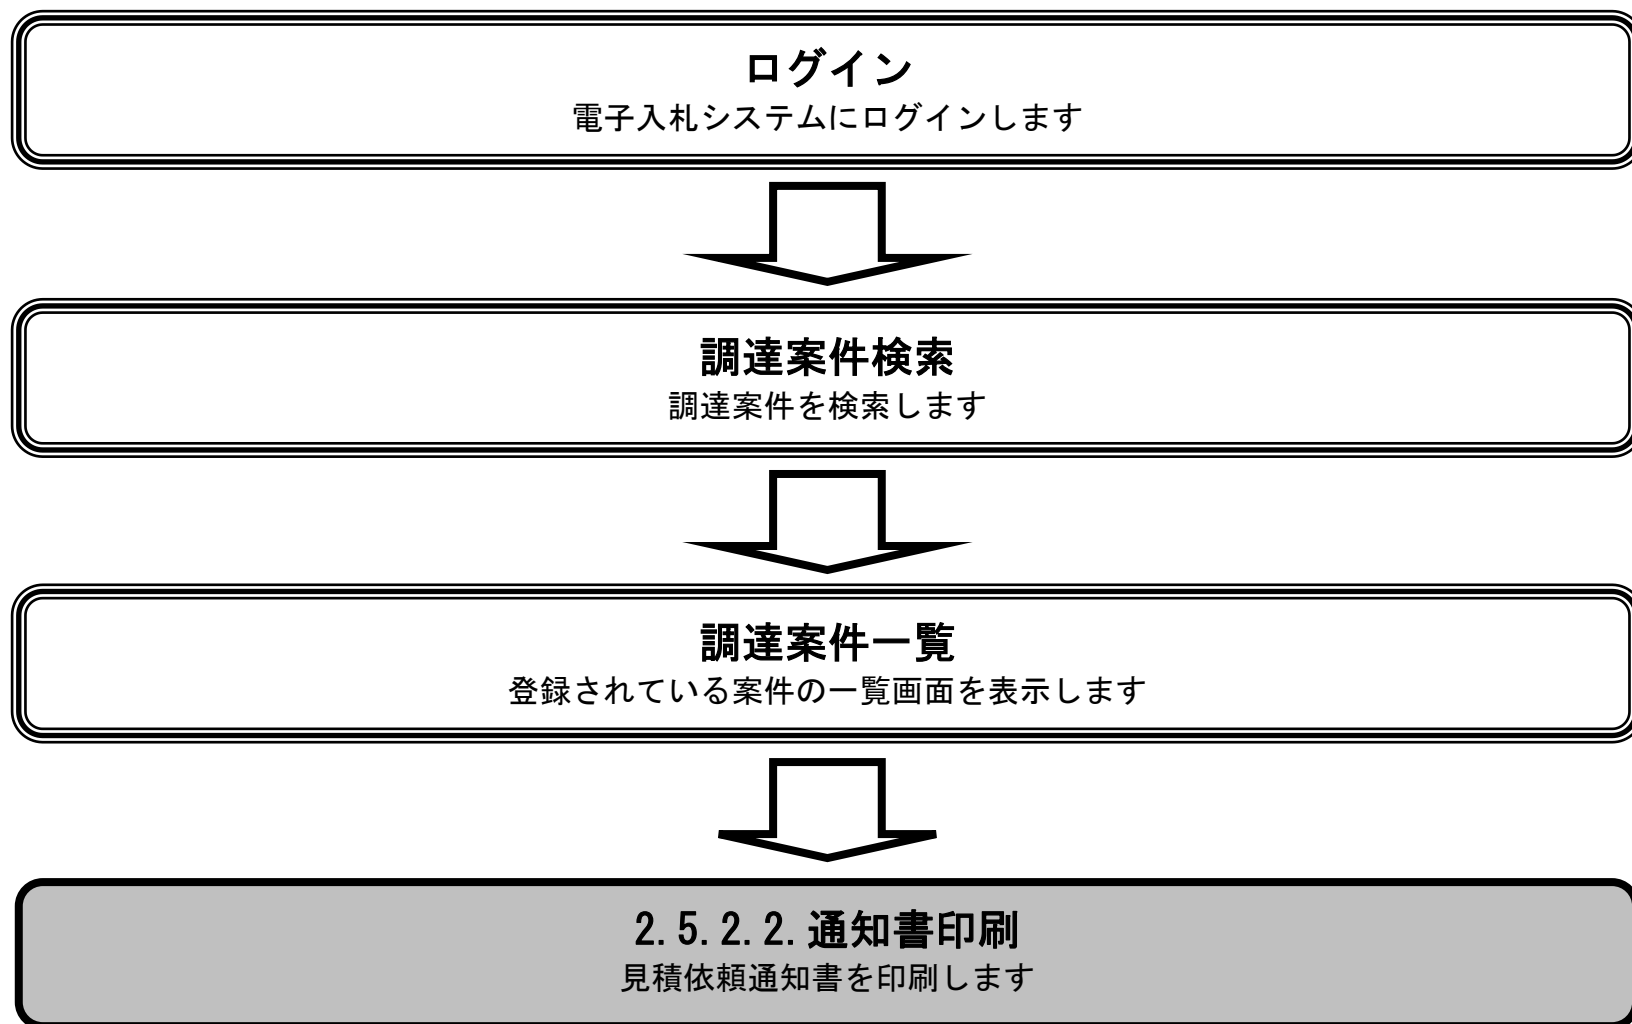 ログイン
電子入札システムにログインします
調達案件検索
調達案件を検索します
調達案件一覧
登録されている案件の一覧画面を表示します
2.5.2.2.通知書印刷
見積依頼通知書を印刷します